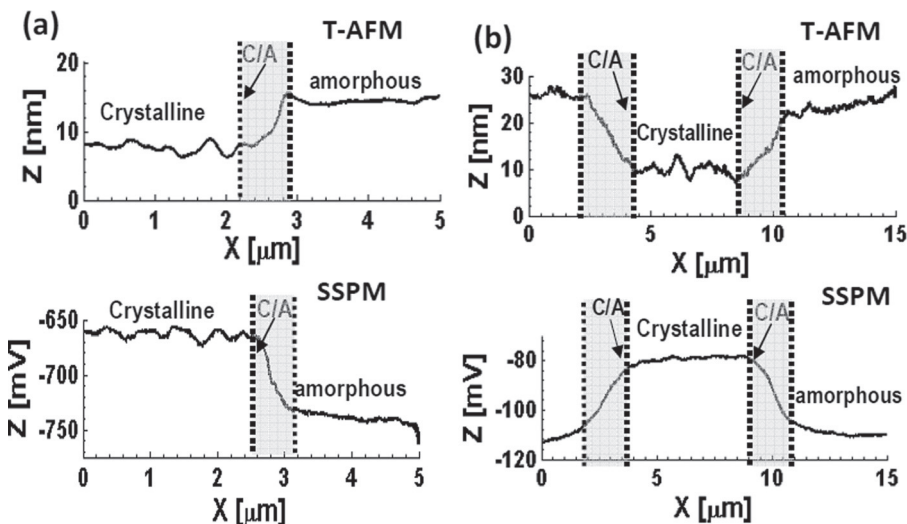 (a)
T-AFM
C/A
amorphous
Crystalline
Z [nm]
20
10
0
0 1 2 3 4 5
X [μm]
SSPM
Crystalline
C/A
amorphous
Z [mV]
-650
-700
-750
0 1 2 3 4 5
X [μm]
(b)
T-AFM
C/A
C/A
amorphous
Crystalline
Z [nm]
30
20
10
0
0 5 10 15
X [μm]
SSPM
C/A
Crystalline
C/A
amorphous
Z [mV]
-80
-100
-120
0 5 10 15
X [μm]